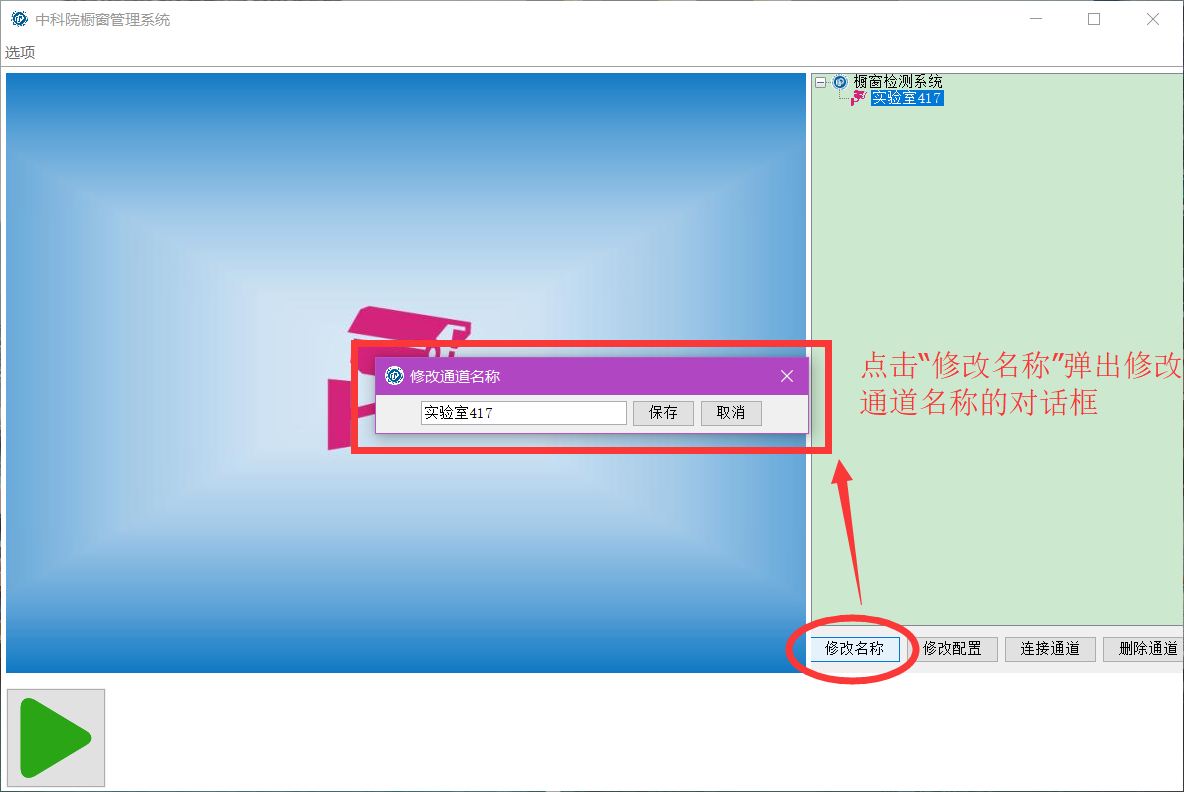 中科院橱窗管理系统
选项
橱窗检测系统
实验室417
修改通道名称
实验室417
保存
取消
点击“修改名称”弹出修改
通道名称的对话框
修改名称
修改配置
连接通道
删除通道